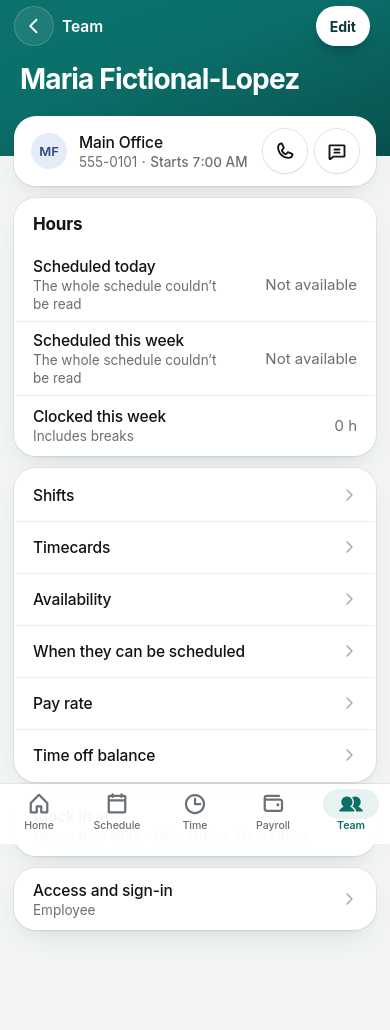 Team
Edit
Maria Fictional-Lopez
MF
Main Office
555-0101 · Starts 7:00 AM
Hours
Scheduled today
The whole schedule couldn't
be read
Not available
Scheduled this week
The whole schedule couldn't
be read
Not available
Clocked this week
Includes breaks
0 h
Shifts
Timecards
Availability
When they can be scheduled
Pay rate
Time off balance
Home
Schedule
Time
Payroll
Team
Access and sign-in
Employee